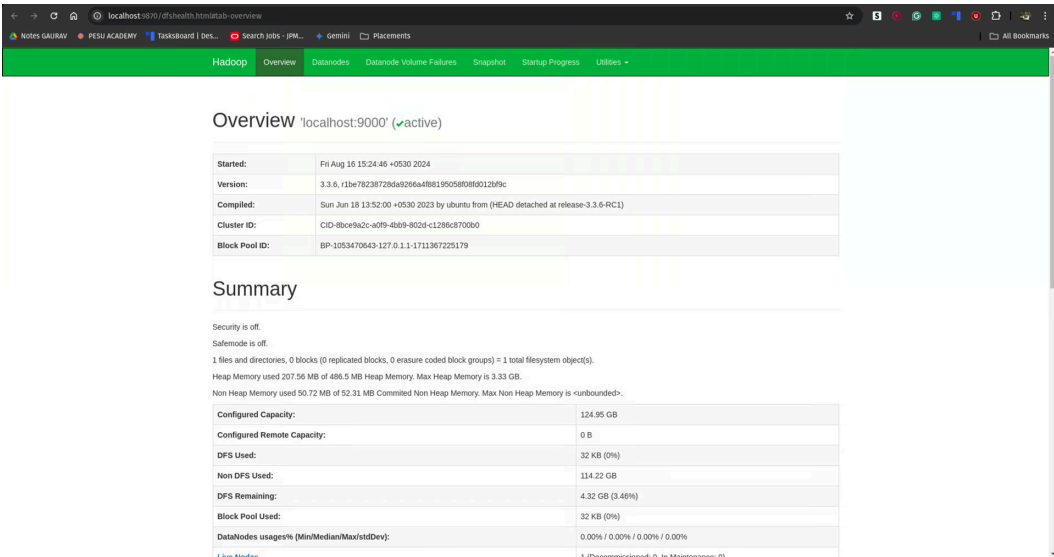 localhost:9870/dfshealth.html#tab-overview
Notes GAURAV PESU ACADEMY TasksBoard | Des... Search Jobs - JPM... Gemini Placements All Bookmarks
Hadoop Overview Datanodes Datanode Volume Failures Snapshot Startup Progress Utilities
Overview 'localhost:9000' (✔active)
Started: Fri Aug 16 15:24:46 +0530 2024
Version: 3.3.6, r1be78238728da9266a4f88195058f08fd012bf9c
Compiled: Sun Jun 18 13:52:00 +0530 2023 by ubuntu from (HEAD detached at release-3.3.6-RC1)
Cluster ID: CID-8bce9a2c-a0f9-4bb9-802d-c1286c8700b0
Block Pool ID: BP-1053470643-127.0.1.1-1711367225179
Summary
Security is off.
Safemode is off.
1 files and directories, 0 blocks (0 replicated blocks, 0 erasure coded block groups) = 1 total filesystem object(s).
Heap Memory used 207.56 MB of 486.5 MB Heap Memory. Max Heap Memory is 3.33 GB.
Non Heap Memory used 50.72 MB of 52.31 MB Commited Non Heap Memory. Max Non Heap Memory is <unbounded>.
Configured Capacity: 124.95 GB
Configured Remote Capacity: 0 B
DFS Used: 32 KB (0%)
Non DFS Used: 114.22 GB
DFS Remaining: 4.32 GB (3.46%)
Block Pool Used: 32 KB (0%)
DataNodes usages% (Min/Median/Max/stdDev): 0.00% / 0.00% / 0.00% / 0.00%
Live Nodes 1 (Decommissioned: 0, In Maintenance: 0)